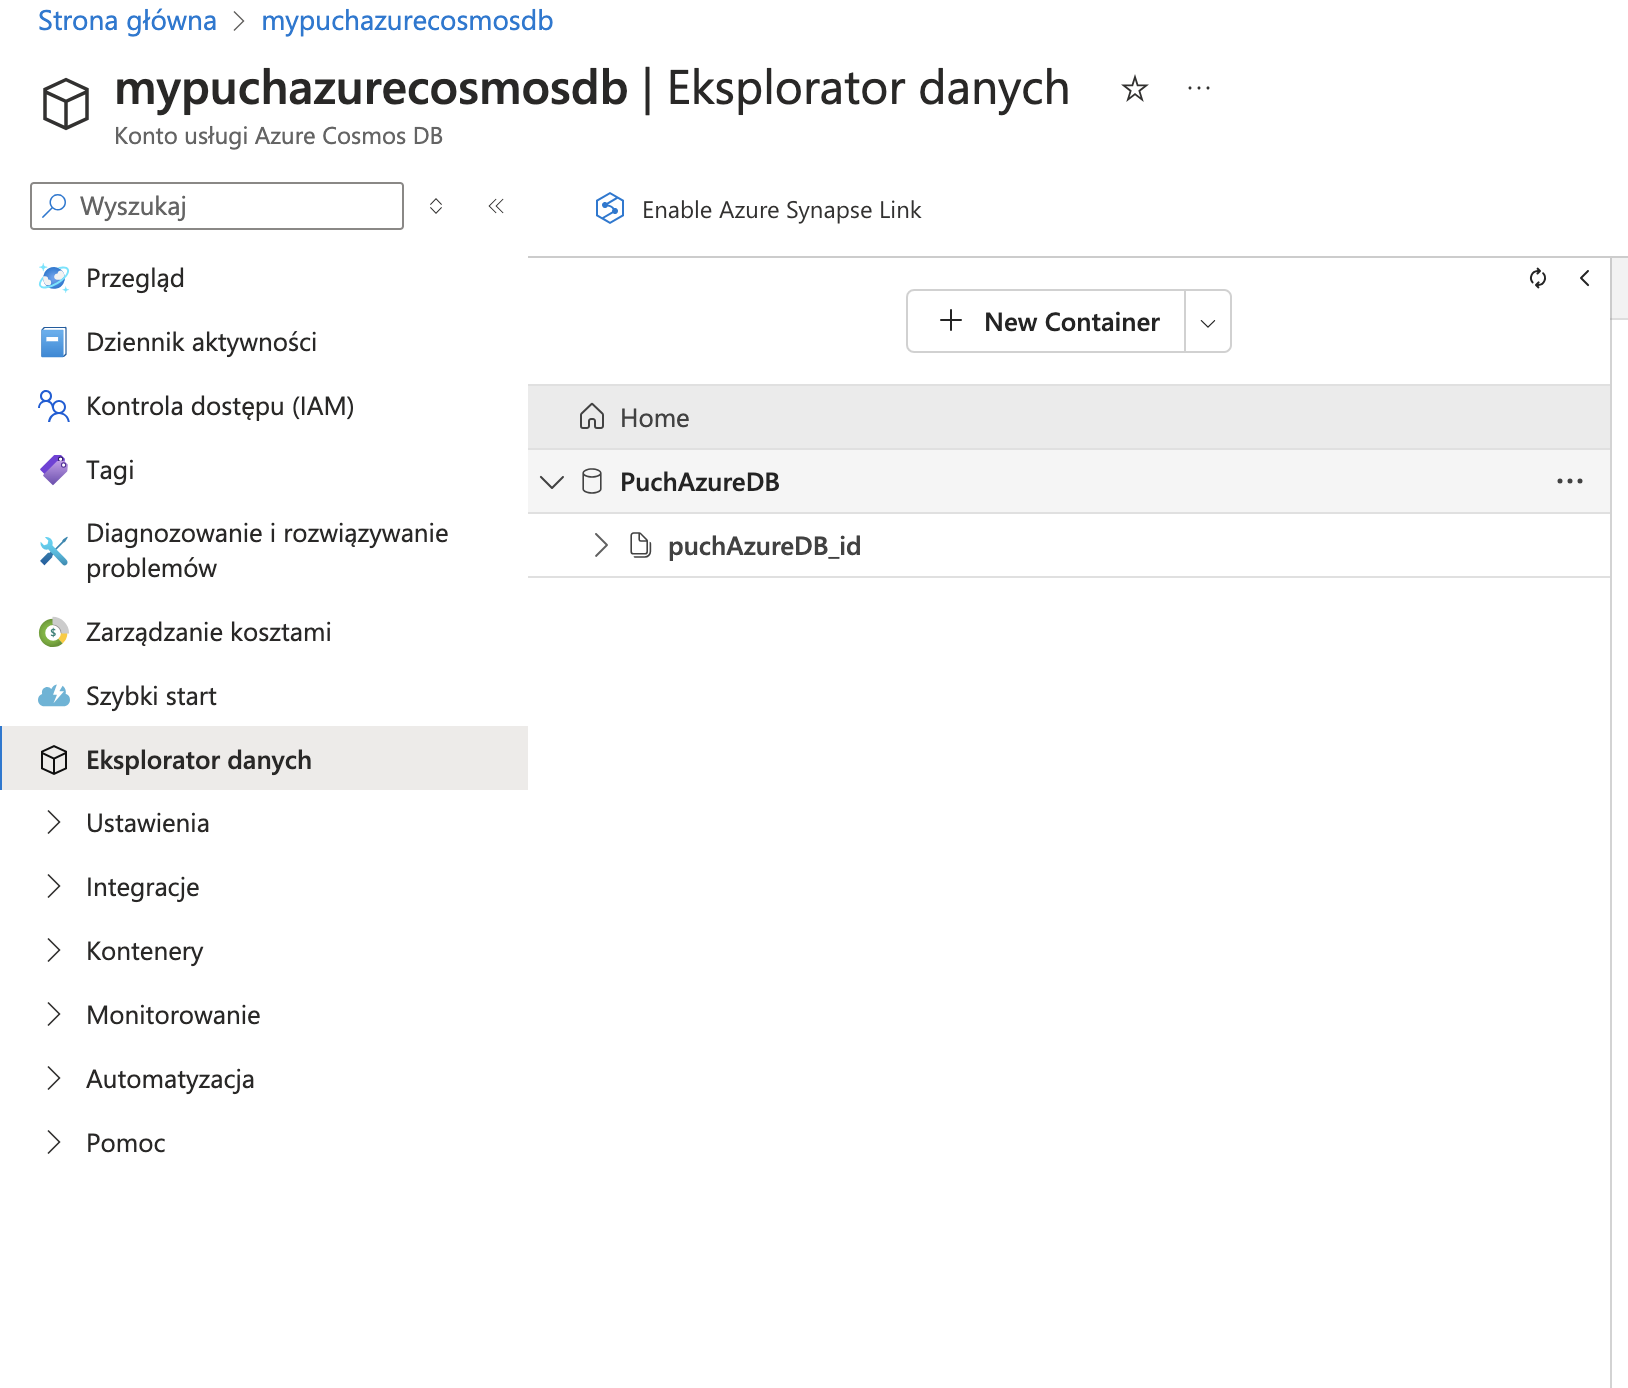 Strona główna > mypuchazurecosmosdb
mypuchazurecosmosdb | Eksplorator danych
Konto usługi Azure Cosmos DB
Wyszukaj
Enable Azure Synapse Link
Przegląd
Dziennik aktywności
Kontrola dostępu (IAM)
Tagi
Diagnozowanie i rozwiązywanie
problemów
Zarządzanie kosztami
Szybki start
Eksplorator danych
Ustawienia
Integracje
Kontenery
Monitorowanie
Automatyzacja
Pomoc
New Container
Home
PuchAzureDB
puchAzureDB_id